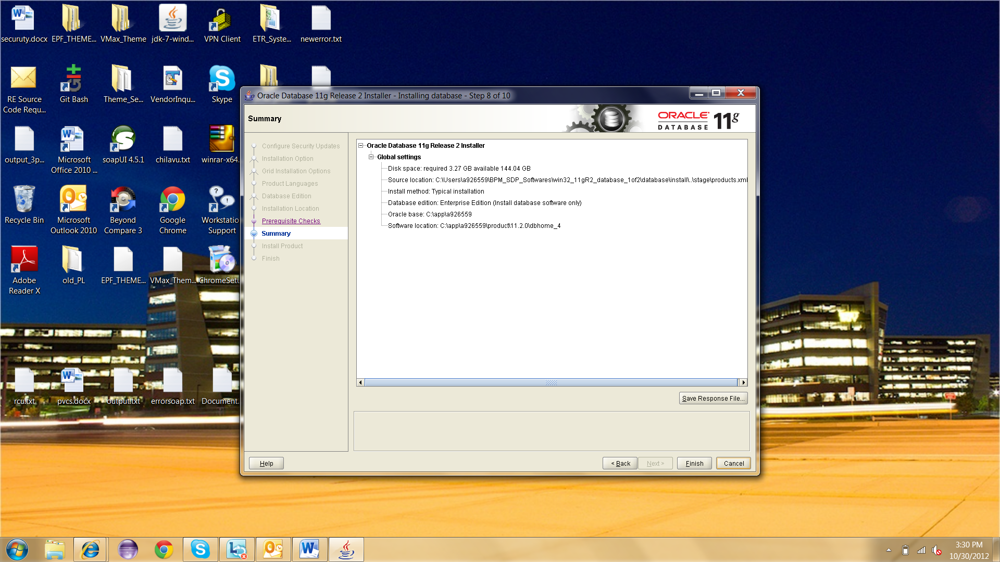 securuty.docx
EPF_THEME...
VMax_Theme
jdk-7-wind...
VPN Client
ETR_Syste...
newerror.txt
RE Source
Code Requ...
Git Bash
Theme_Se...
VendorInqu...
Skype
output_3p...
Microsoft
Office 2010 ...
soapUI 4.5.1
chilavu.txt
winrar-x64.
Recycle Bin
Microsoft
Outlook 2010
Beyond
Compare 3
Google
Chrome
Workstatio
Support
Adobe
Reader X
old_PL
EPF_THEME...
VMax_Them...
ChromeSetu
rcu.txt
pvcs.docx
output.txt
errorsoap.txt
Document.
Oracle Database 11g Release 2 Installer - Installing database - Step 8 of 10
Summary
ORACLE
DATABASE 11g
Configure Security Updates
Installation Option
Grid Installation Options
Product Languages
Database Edition
Installation Location
Prerequisite Checks
Summary
Install Product
Finish
Oracle Database 11g Release 2 Installer
Global settings
Disk space: required 3.27 GB available 144.04 GB
Source location: C:\Users\a926559\BPM_SDP_Softwares\win32_11gR2_database_1of2\database\install\..\stage\products.xml
Install method: Typical installation
Database edition: Enterprise Edition (Install database software only)
Oracle base: C:\app\a926559
Software location: C:\app\a926559\product\11.2.0\dbhome_4
Save Response File...
Help
< Back
Next >
Finish
Cancel
3:30 PM
10/30/2012